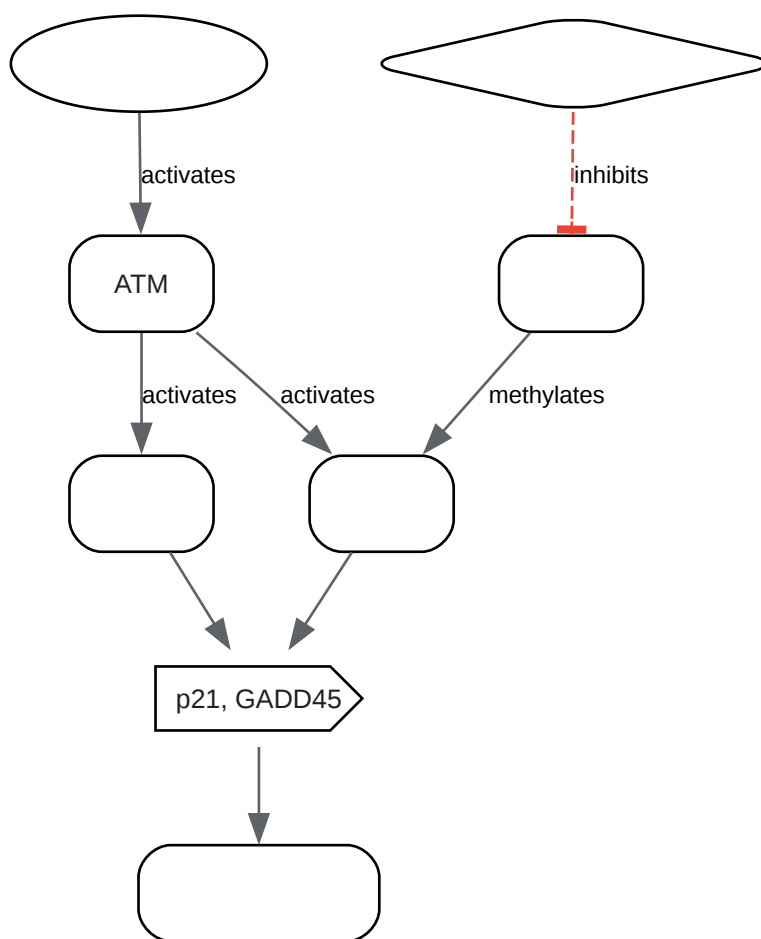 activates
inhibits
ATM
activates
activates
methylates
p21, GADD45